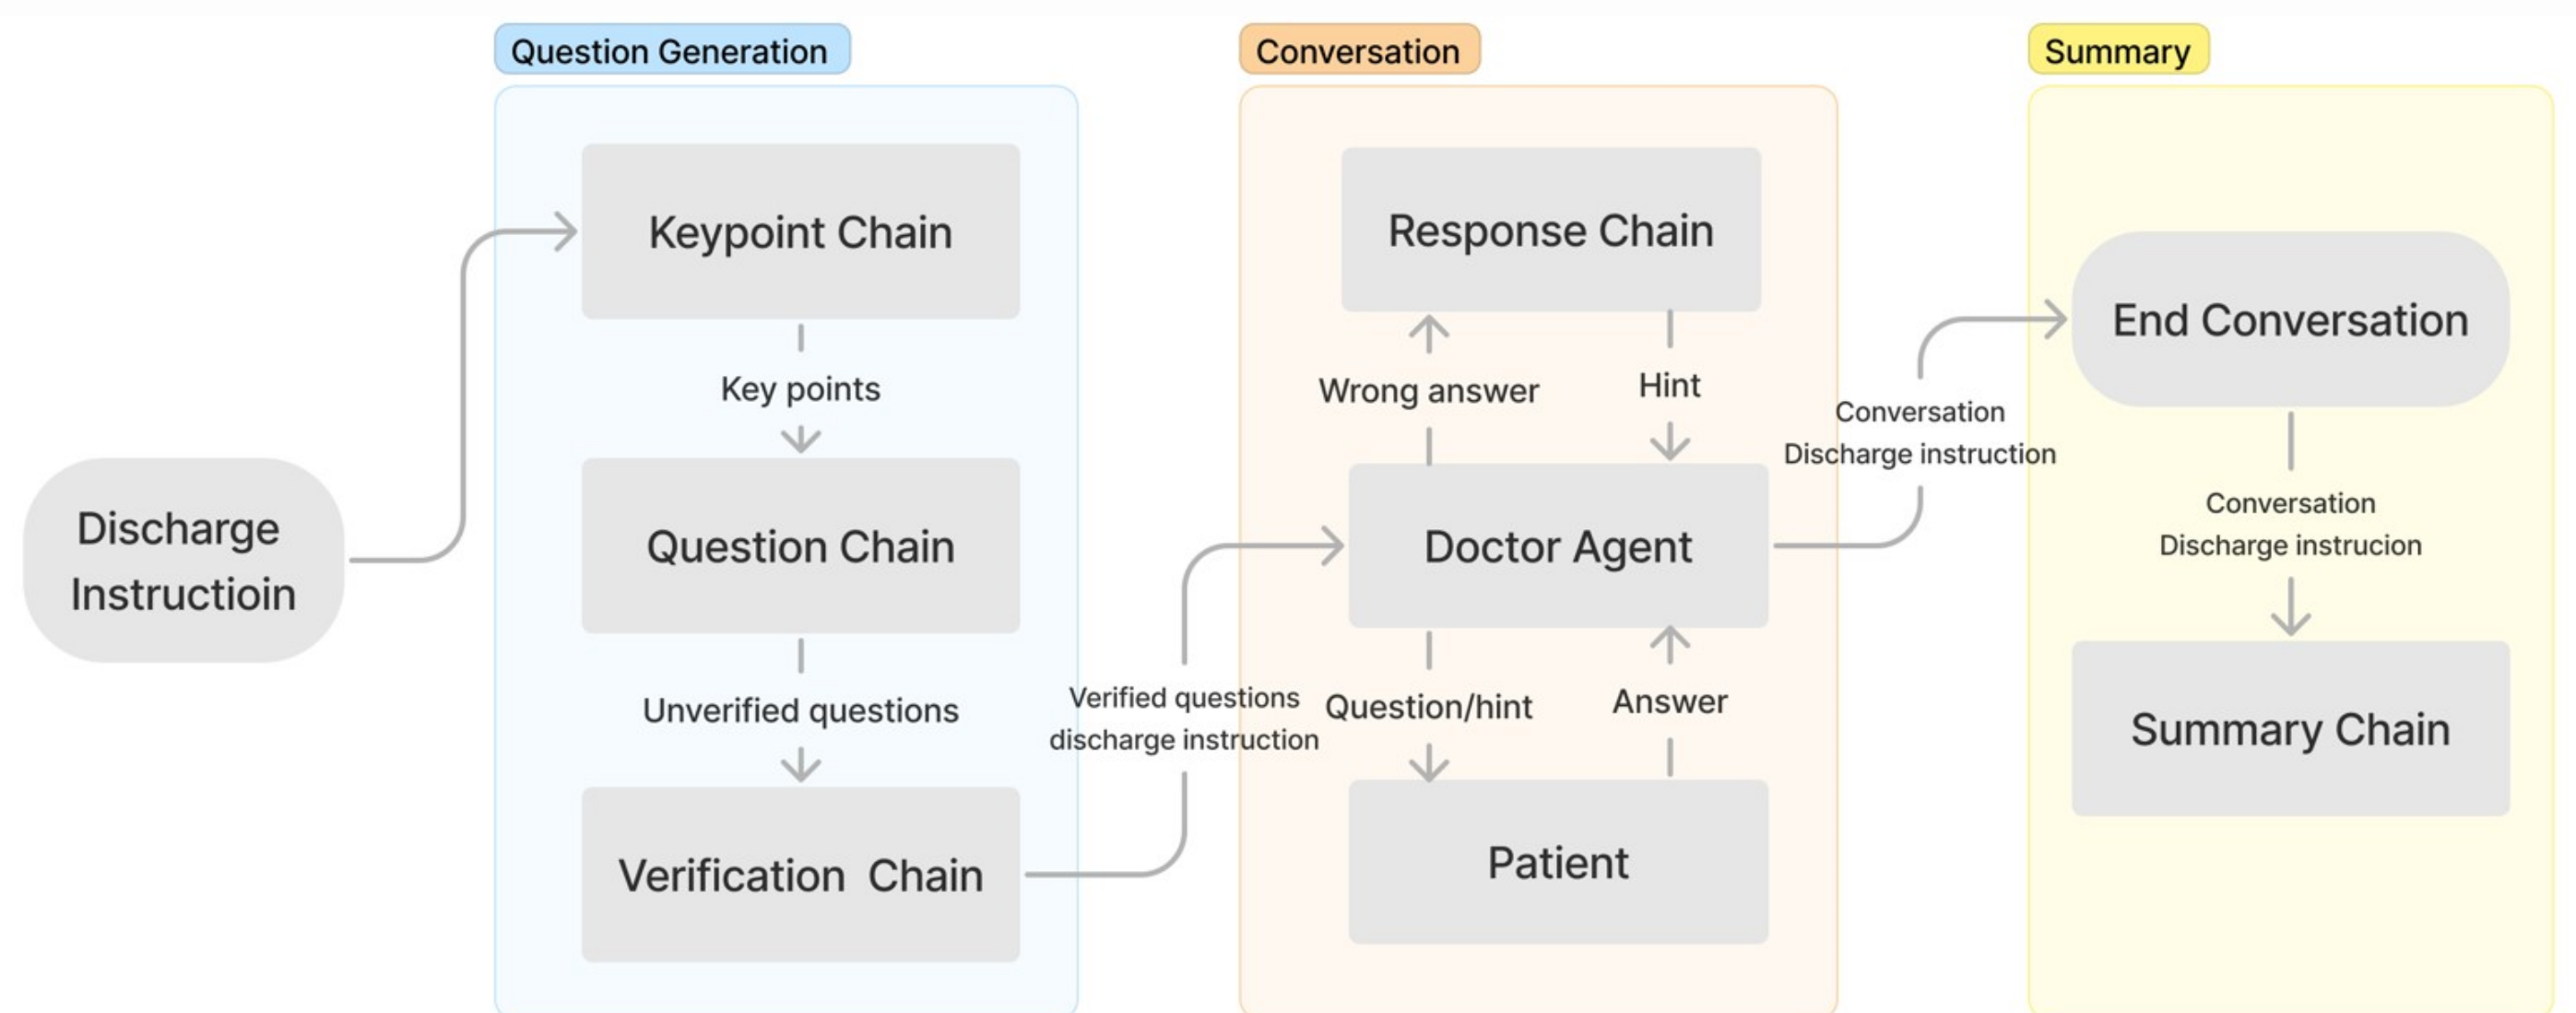 Question Generation
Conversation
Summary
Discharge
Instructioin
Keypoint Chain
Key points
Question Chain
Unverified questions
Verification  Chain
Verified questions
discharge instruction
Response Chain
Wrong answer
Hint
Doctor Agent
Question/hint
Answer
Patient
Conversation
Discharge instruction
End Conversation
Conversation
Discharge instrucion
Summary Chain